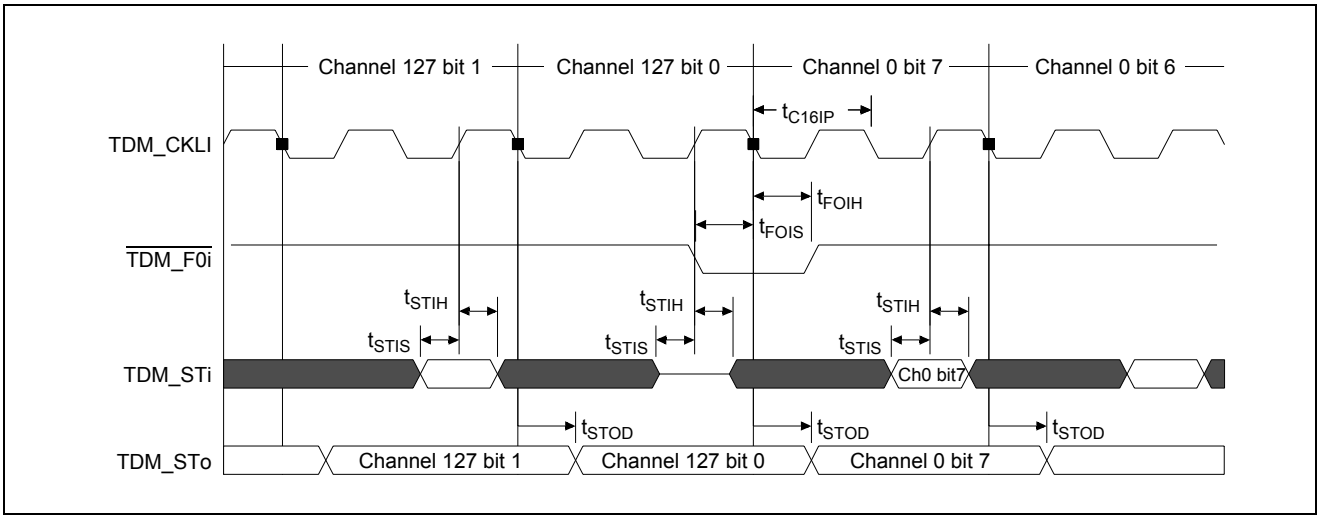 Channel 127 bit 1 Channel 127 bit 0 Channel 0 bit 7 Channel 0 bit 6
tC16IP
TDM_CKLI
tFOIH
tFOIS
TDM_F0i
tSTIH tSTIH tSTIH
tSTIS tSTIS tSTIS
TDM_STi Ch0 bit7
tSTOD tSTOD tSTOD
TDM_STo Channel 127 bit 1 Channel 127 bit 0 Channel 0 bit 7